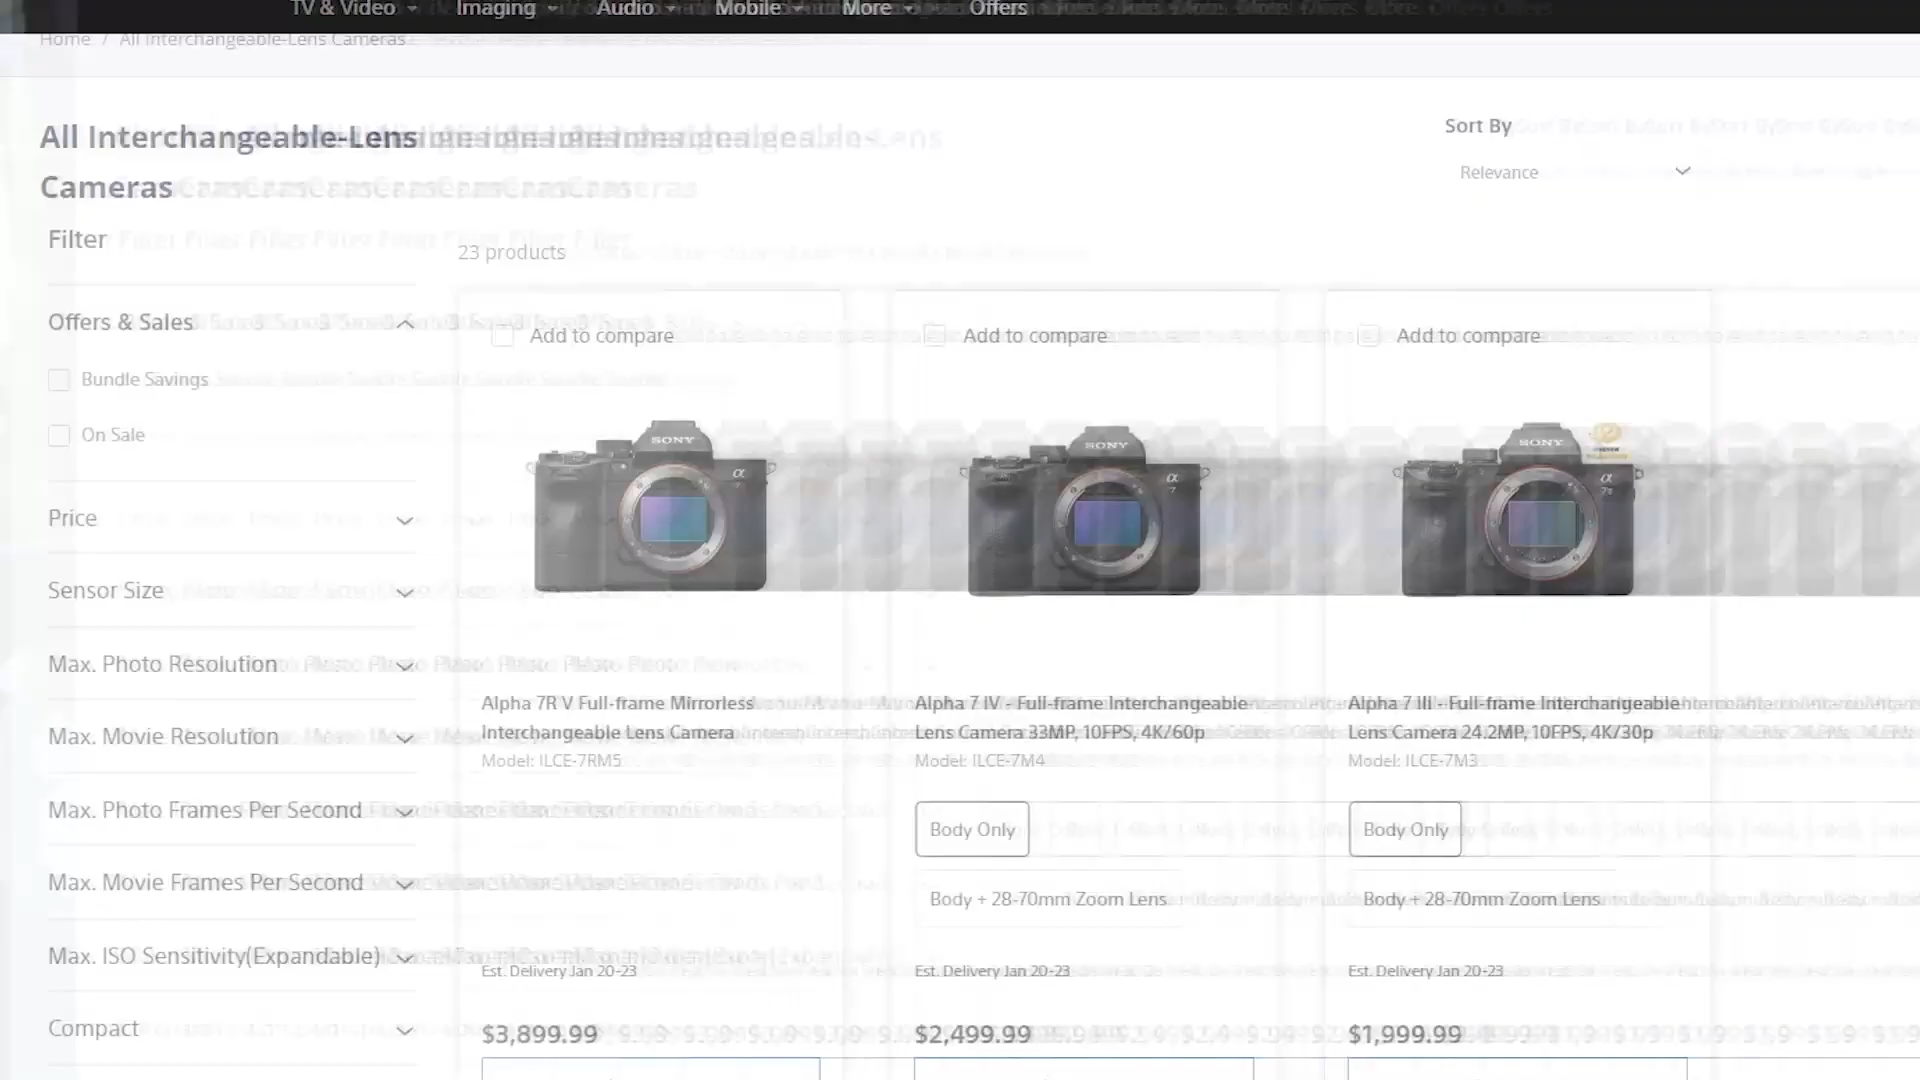 TV & Video Imaging Audio Mobile More Offers
Home / All Interchangeable-Lens Cameras
All Interchangeable-Lens
Cameras
Sort By
Relevance
Filter
23 products
Offers & Sales
Bundle Savings
On Sale
Price
Sensor Size
Max. Photo Resolution
Max. Movie Resolution
Max. Photo Frames Per Second
Max. Movie Frames Per Second
Max. ISO Sensitivity(Expandable)
Compact
Add to compare
SONY
α
Alpha 7R V Full-frame Mirrorless
Interchangeable Lens Camera
Model: ILCE-7RM5
Est. Delivery Jan 20-23
$3,899.99
Add to compare
SONY
α
7
Alpha 7 IV - Full-frame Interchangeable
Lens Camera 33MP, 10FPS, 4K/60p
Model: ILCE-7M4
Body Only
Body + 28-70mm Zoom Lens
Est. Delivery Jan 20-23
$2,499.99
Add to compare
SONY
α
Alpha 7 III - Full-frame Interchangeable
Lens Camera 24.2MP, 10FPS, 4K/30p
Model: ILCE-7M3
Body Only
Body + 28-70mm Zoom Lens
Est. Delivery Jan 20-23
$1,999.99